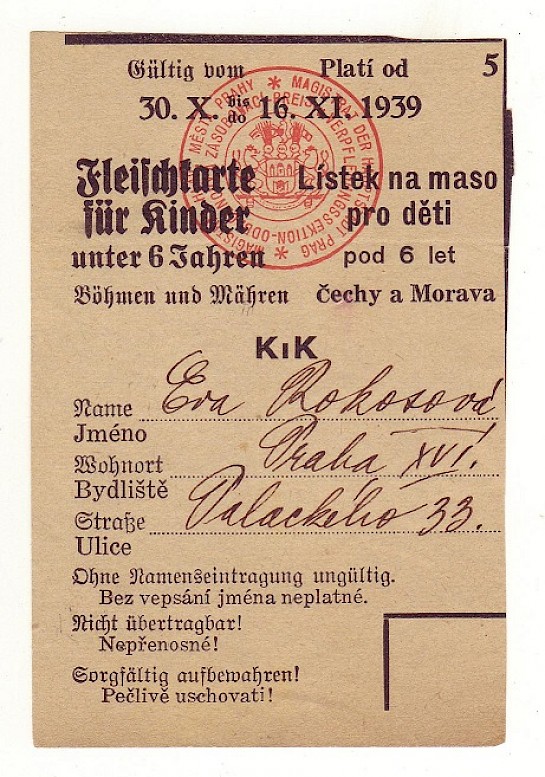 Gültig vom Platí od 5
30. X. bis do 16. XI. 1939
Fleischkarte Lístek na maso
für Kinder pro děti
unter 6 Jahren pod 6 let
Böhmen und Mähren Čechy a Morava
KIK
Name Eva Rokosová
Jméno
Wohnort Praha XVI.
Bydliště
Straße Palackého 33.
Ulice
Ohne Namenseintragung ungültig.
Bez vepsání jména neplatné.
Nicht übertragbar!
Nepřenosné!
Sorgfältig aufbewahren!
Pečlivě uschovati!